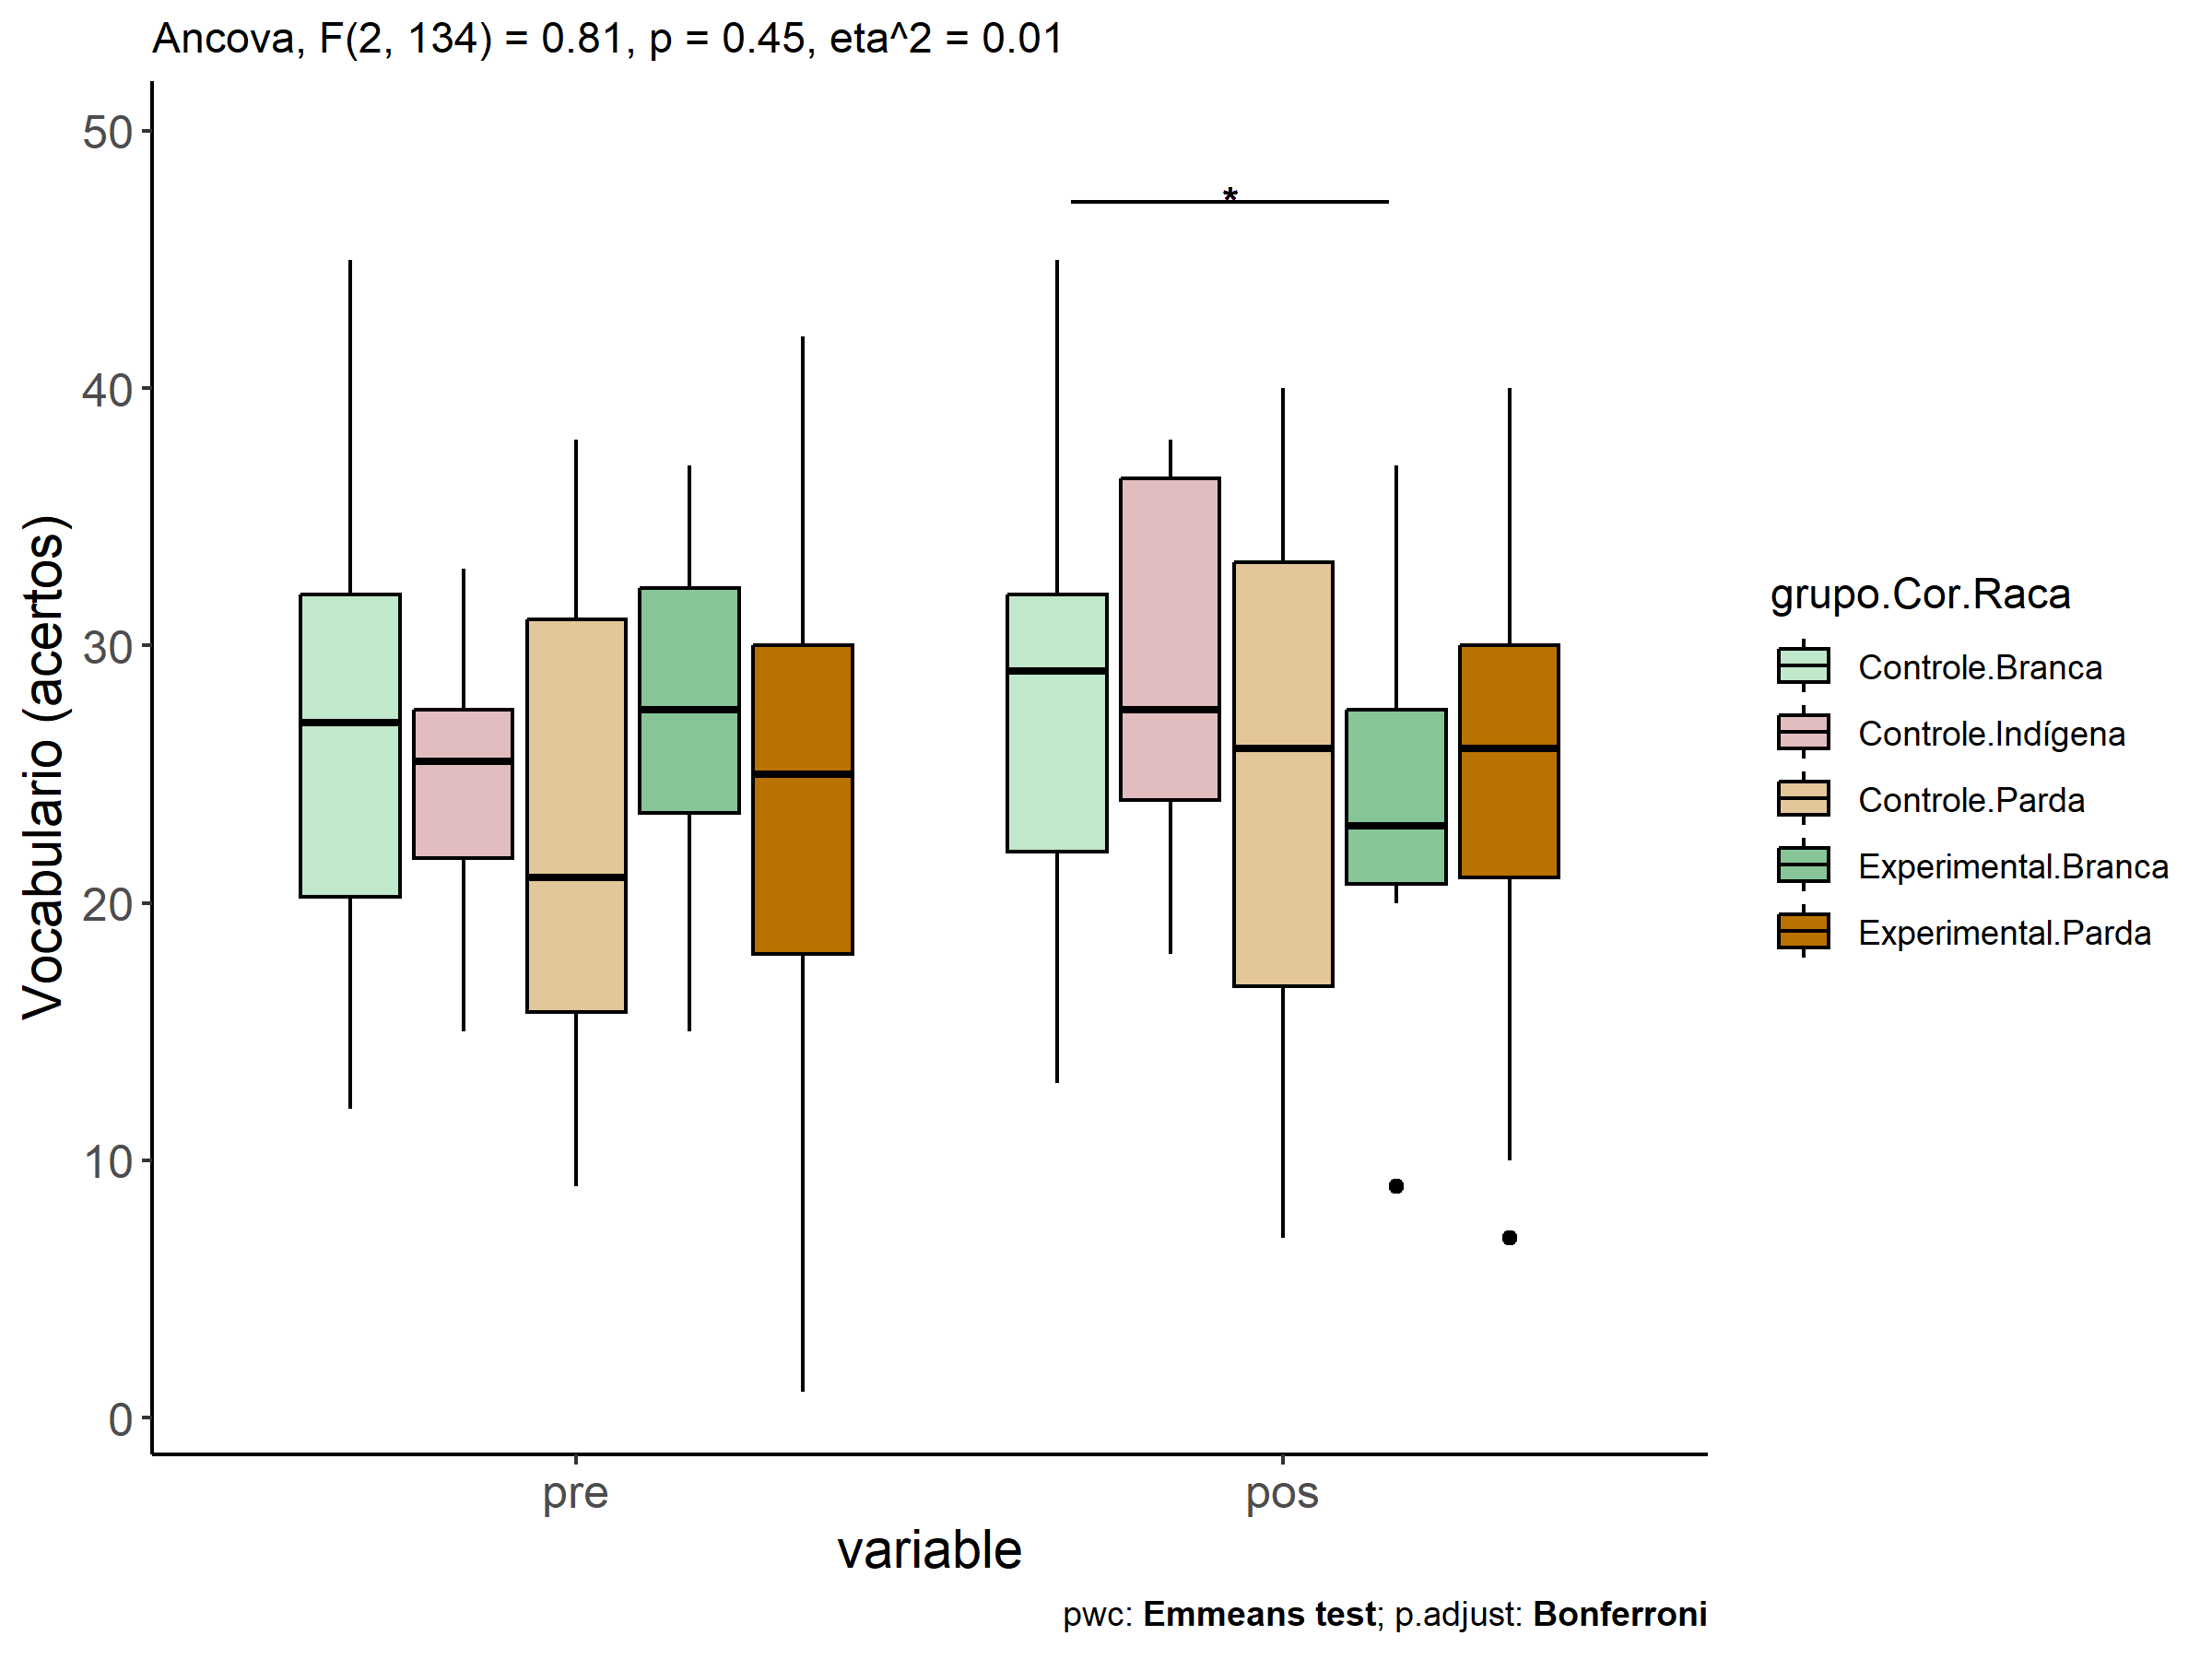 Ancova, F(2, 134) = 0.81, p = 0.45, eta^2 = 0.01
50
40
30
20
10
0
Vocabulario (acertos)
*
pre
pos
variable
grupo.Cor.Raca
Controle.Branca
Controle.Indígena
Controle.Parda
Experimental.Branca
Experimental.Parda
pwc: Emmeans test; p.adjust: Bonferroni